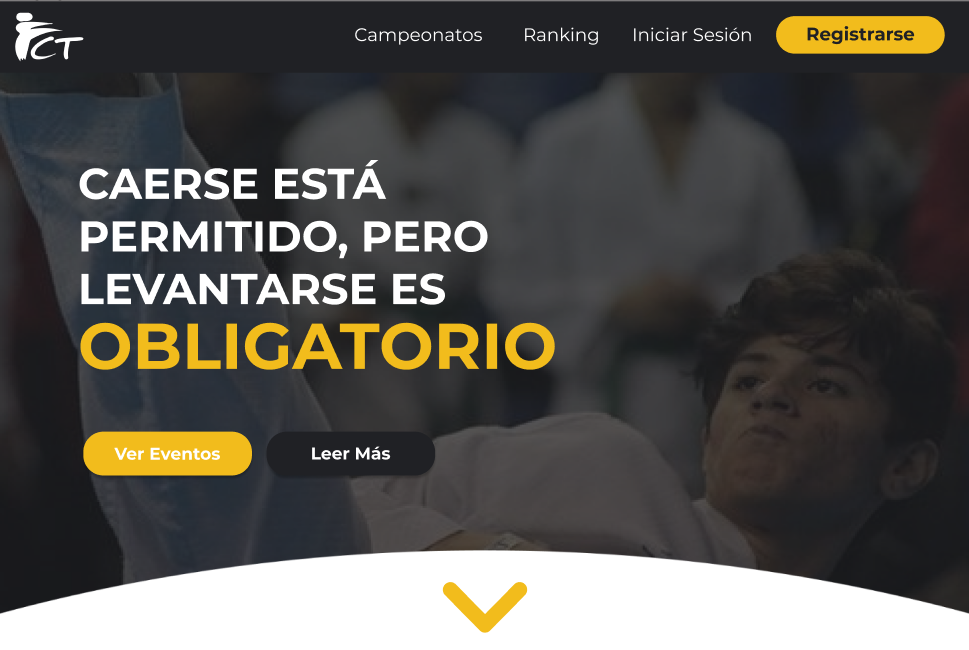 CT
Campeonatos
Ranking
Iniciar Sesión
Registrarse
CAERSE ESTÁ
PERMITIDO, PERO
LEVANTARSE ES
OBLIGATORIO
Ver Eventos
Leer Más